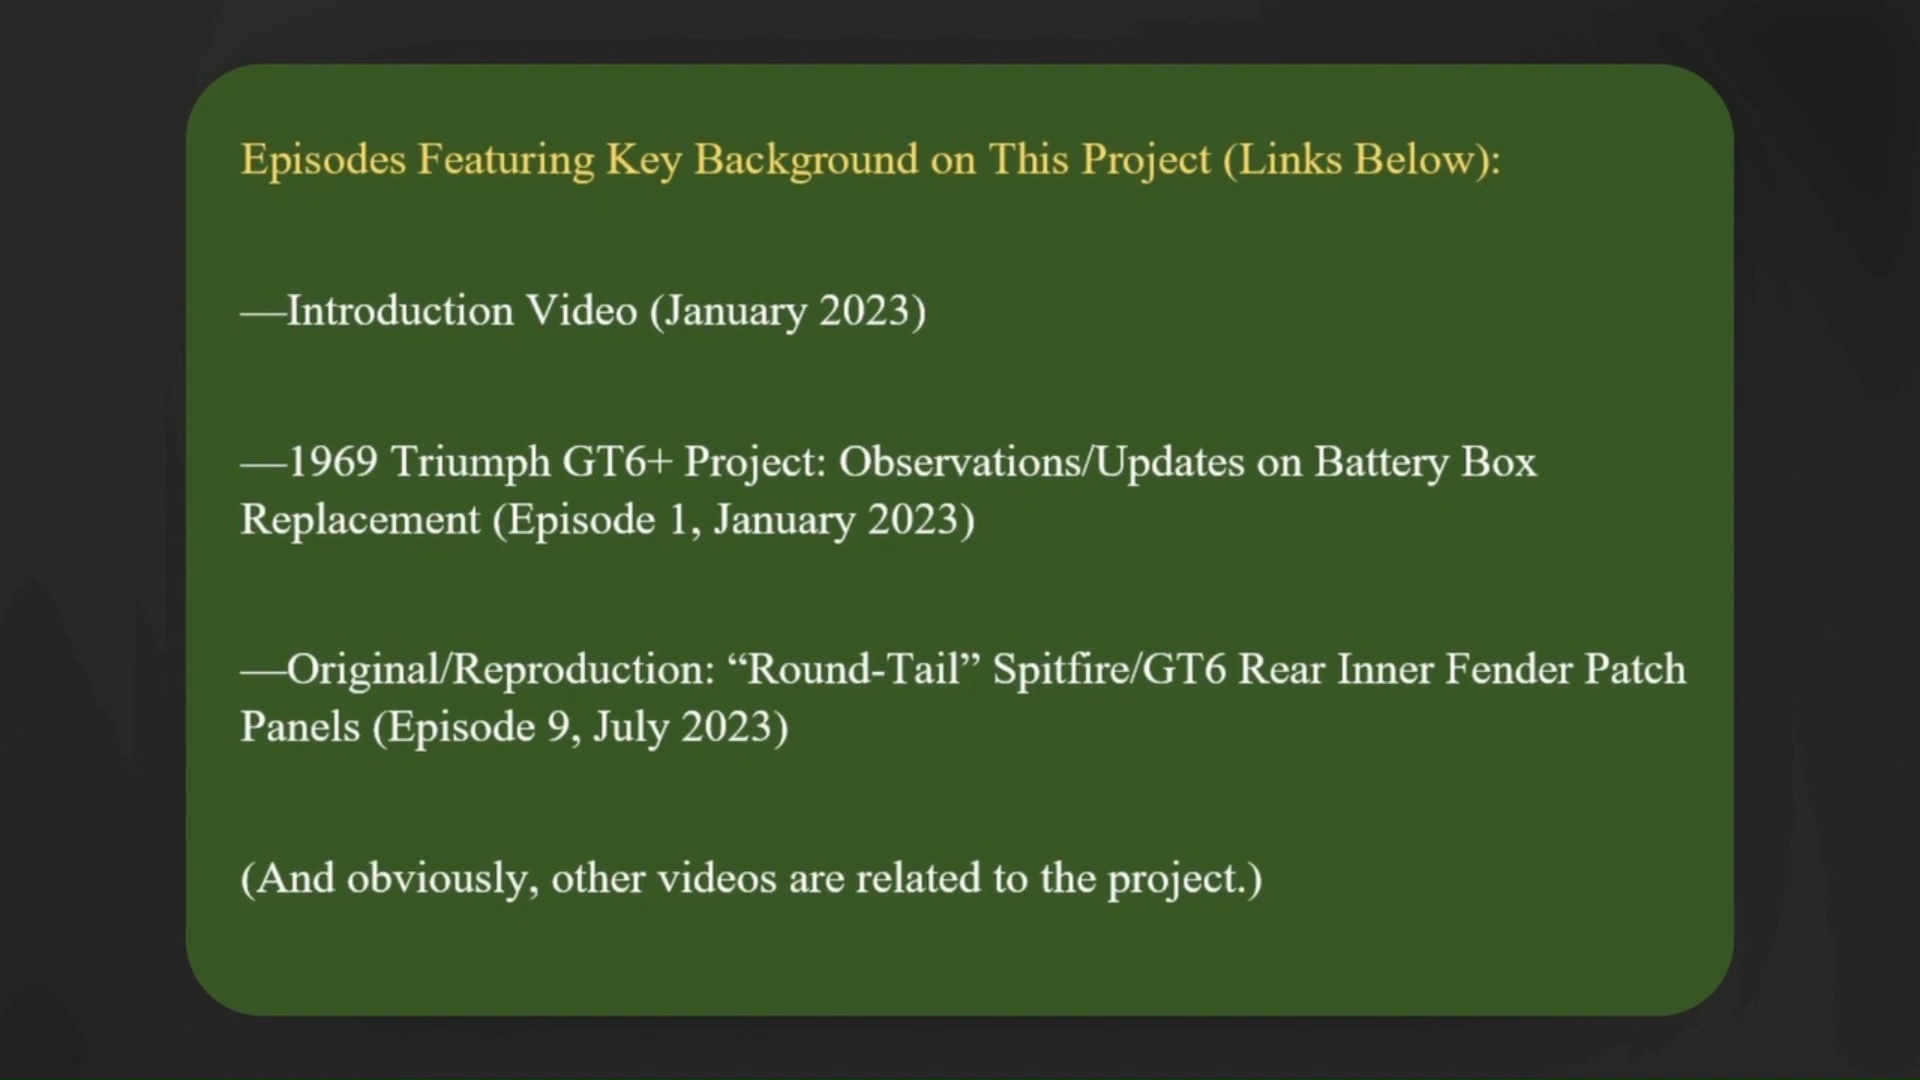 Episodes Featuring Key Background on This Project (Links Below):
—Introduction Video (January 2023)
—1969 Triumph GT6+ Project: Observations/Updates on Battery Box
Replacement (Episode 1, January 2023)
—Original/Reproduction: “Round-Tail” Spitfire/GT6 Rear Inner Fender Patch
Panels (Episode 9, July 2023)
(And obviously, other videos are related to the project.)